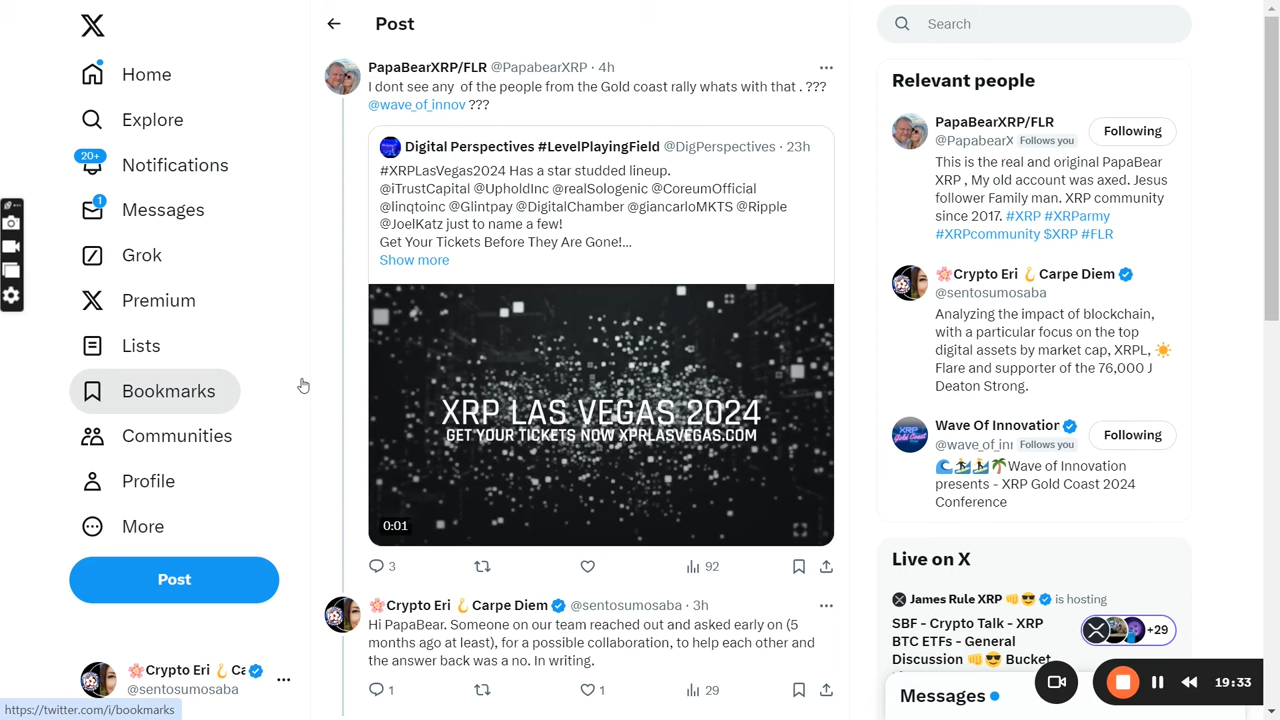 Home
Explore
20+
Notifications
1
Messages
Grok
Premium
Lists
Bookmarks
Communities
Profile
More
Post
🌸Crypto Eri 🪝Ca
@sentosumosaba
https://twitter.com/i/bookmarks
Post
PapaBearXRP/FLR @PapabearXRP · 4h
I dont see any of the people from the Gold coast rally whats with that . ???
@wave_of_innov ???
Digital Perspectives #LevelPlayingField @DigPerspectives · 23h
#XRPLasVegas2024 Has a star studded lineup.
@iTrustCapital @UpholdInc @realSologenic @CoreumOfficial
@linqtoinc @Glintpay @DigitalChamber @giancarloMKTS @Ripple
@JoelKatz just to name a few!
Get Your Tickets Before They Are Gone!...
Show more
XRP LAS VEGAS 2024
GET YOUR TICKETS NOW XPRLASVEGAS.COM
0:01
3
92
🌸Crypto Eri 🪝Carpe Diem @sentosumosaba · 3h
Hi PapaBear. Someone on our team reached out and asked early on (5
months ago at least), for a possible collaboration, to help each other and
the answer back was a no. In writing.
1
1
29
Search
Relevant people
PapaBearXRP/FLR
@PapabearX Follows you
Following
This is the real and original PapaBear
XRP , My old account was axed. Jesus
follower Family man. XRP community
since 2017. #XRP #XRParmy
#XRPcommunity $XRP #FLR
🌸Crypto Eri 🪝Carpe Diem
@sentosumosaba
Analyzing the impact of blockchain,
with a particular focus on the top
digital assets by market cap, XRPL, ☀️
Flare and supporter of the 76,000 J
Deaton Strong.
Wave Of Innovation
@wave_of_inn Follows you
Following
🌊🏄‍♂️🏄‍♂️🌴Wave of Innovation
presents - XRP Gold Coast 2024
Conference
Live on X
James Rule XRP 👊😎 is hosting
SBF - Crypto Talk - XRP
BTC ETFs - General
Discussion 👊😎 Bucket
+29
Messages
19:33